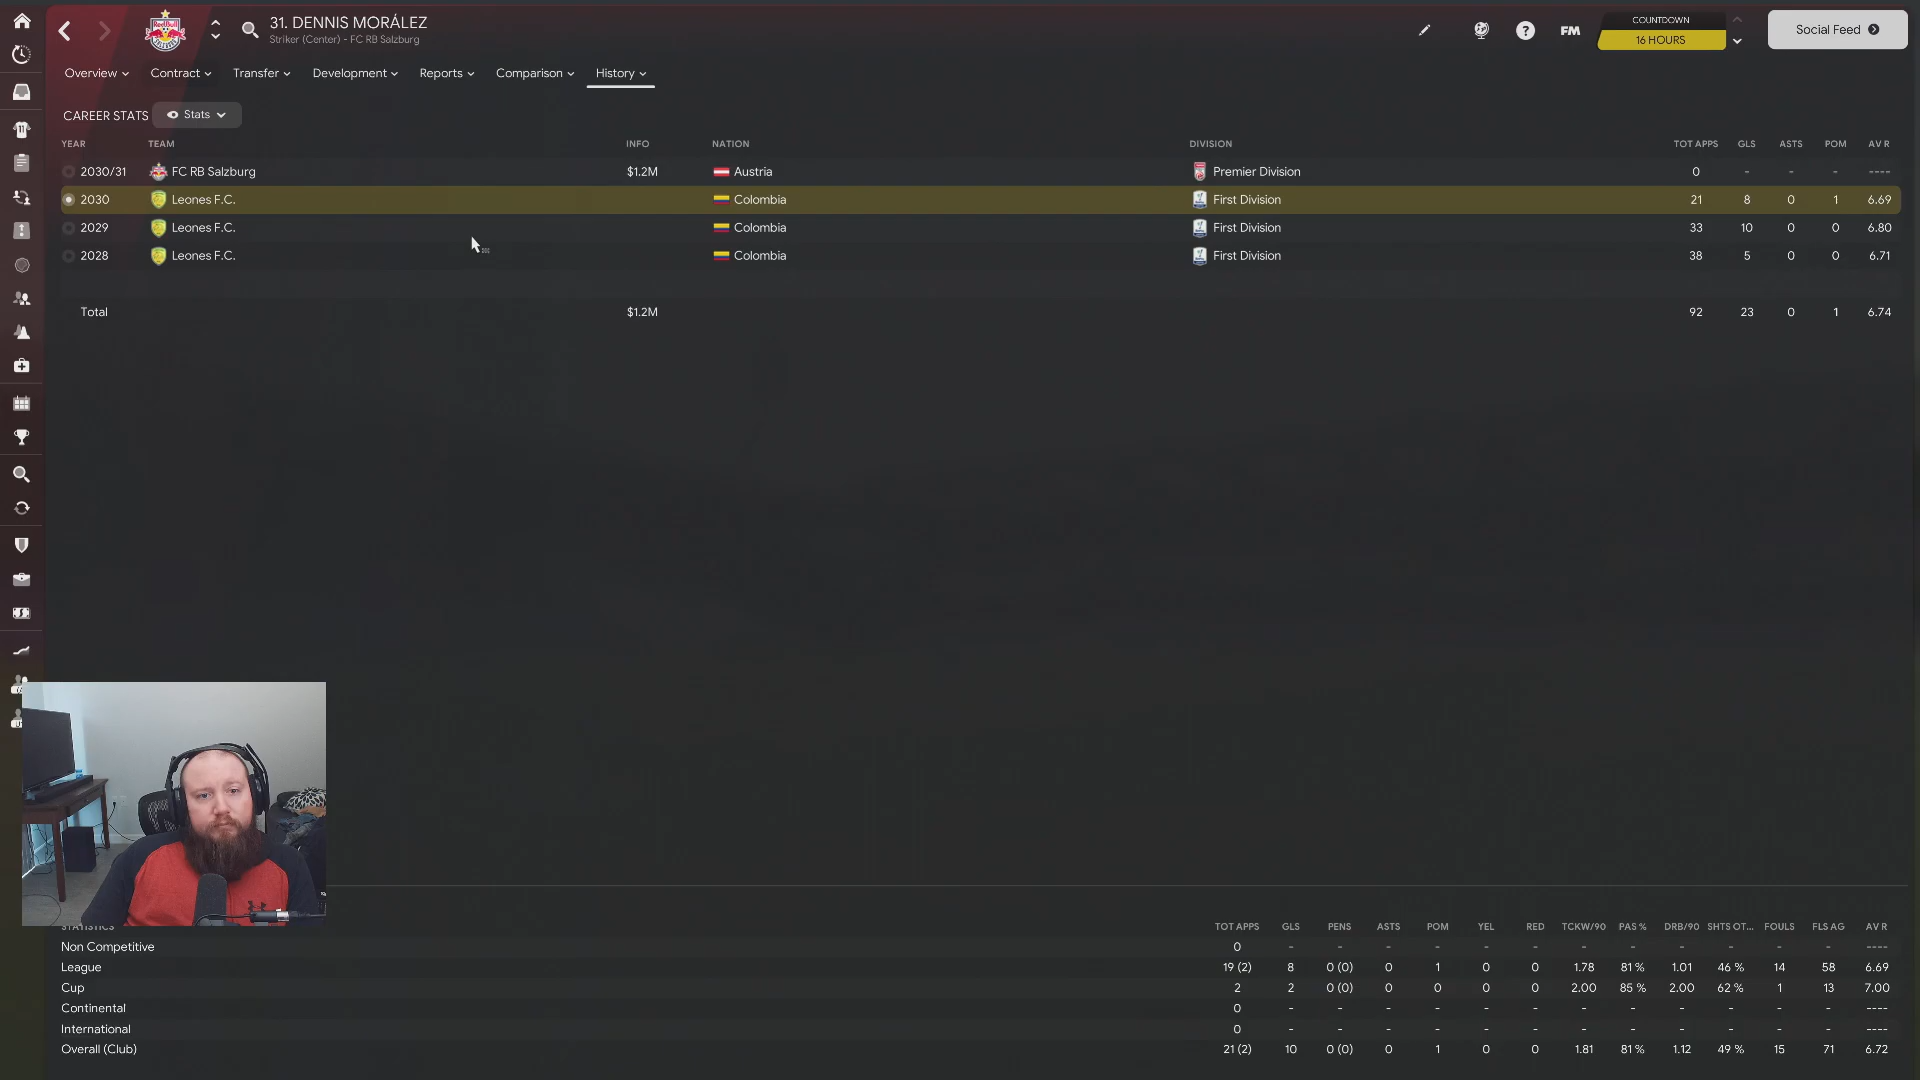 31. DENNIS MORÁLEZ
Striker (Center) - FC RB Salzburg
FM
COUNTDOWN
16 HOURS
Social Feed
Overview Contract Transfer Development Reports Comparison History
CAREER STATS Stats
YEAR TEAM INFO NATION DIVISION TOT APPS GLS ASTS POM AV R
2030/31 FC RB Salzburg $1.2M Austria Premier Division 0 - - - ----
2030 Leones F.C. Colombia First Division 21 8 0 1 6.69
2029 Leones F.C. Colombia First Division 33 10 0 0 6.80
2028 Leones F.C. Colombia First Division 38 5 0 0 6.71
Total $1.2M 92 23 0 1 6.74
STATISTICS TOT APPS GLS PENS ASTS POM YEL RED TCKW/90 PAS % DRB/90 SHTS OT... FOULS FLS AG AV R
Non Competitive 0 - - - - - - - - - - - - ----
League 19 (2) 8 0 (0) 0 1 0 0 1.78 81 % 1.01 46 % 14 58 6.69
Cup 2 2 0 (0) 0 0 0 0 2.00 85 % 2.00 62 % 1 13 7.00
Continental 0 - - - - - - - - - - - - ----
International 0 - - - - - - - - - - - - ----
Overall (Club) 21 (2) 10 0 (0) 0 1 0 0 1.81 81 % 1.12 49 % 15 71 6.72